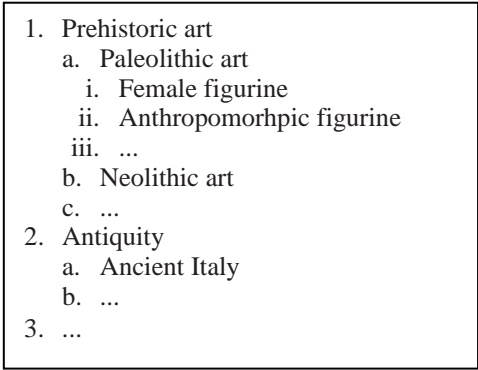 1. Prehistoric art
a. Paleolithic art
i. Female figurine
ii. Anthropomorhpic figurine
iii. ...
b. Neolithic art
c. ...
2. Antiquity
a. Ancient Italy
b. ...
3. ...